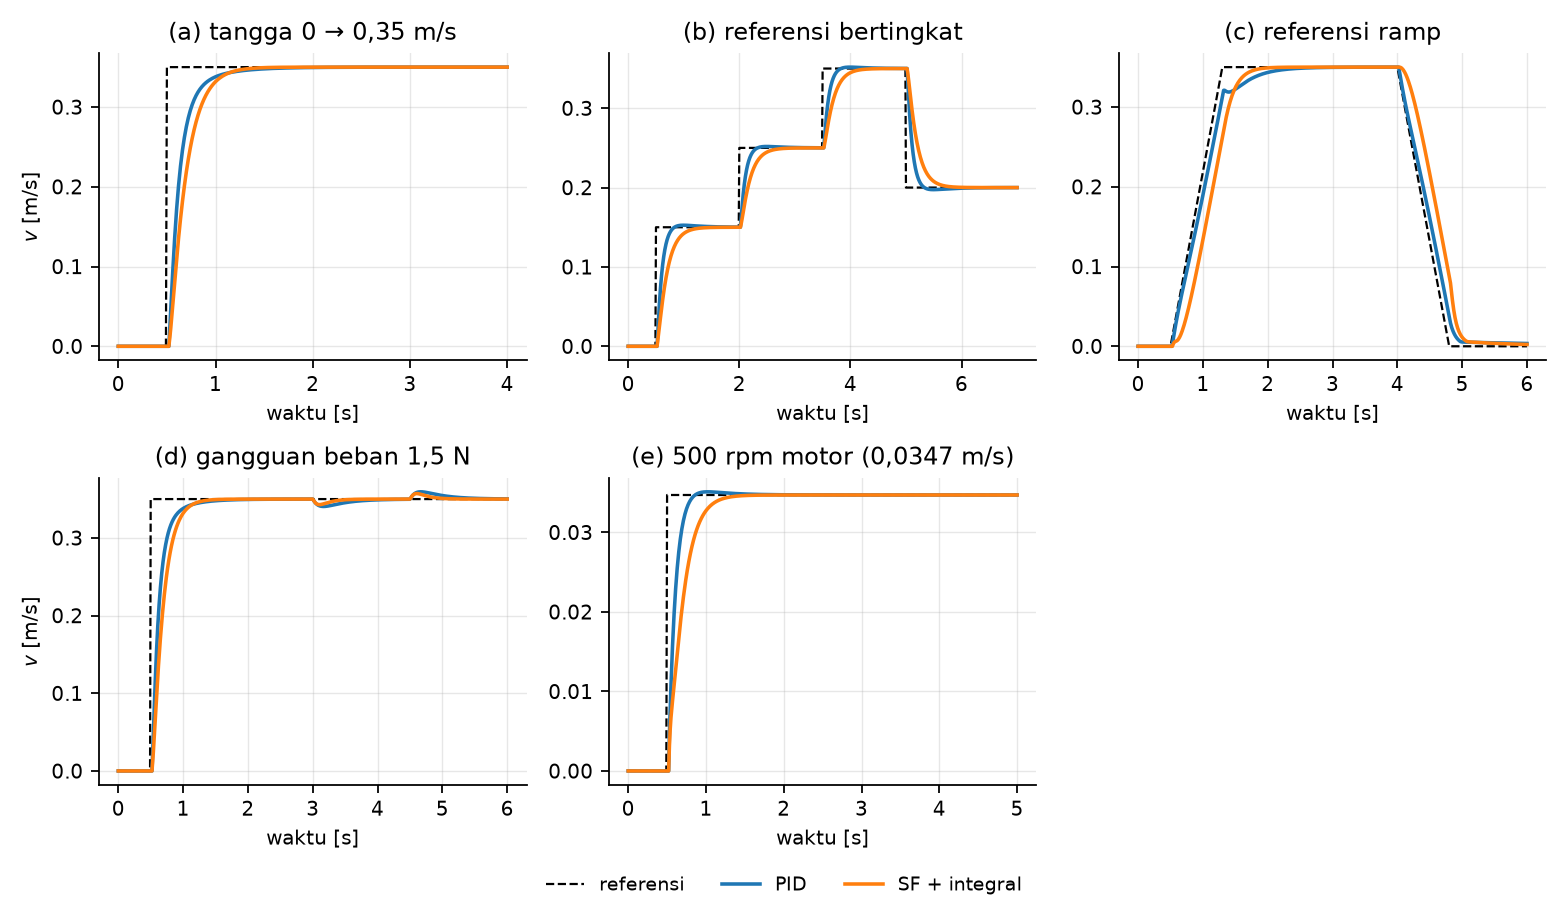 (a) tangga 0 → 0,35 m/s
(b) referensi bertingkat
(c) referensi ramp
v [m/s]
0.3
0.2
0.1
0.0
0 1 2 3 4
waktu [s]
0.3
0.2
0.1
0.0
0 2 4 6
waktu [s]
0.3
0.2
0.1
0.0
0 1 2 3 4 5 6
waktu [s]
(d) gangguan beban 1,5 N
(e) 500 rpm motor (0,0347 m/s)
v [m/s]
0.3
0.2
0.1
0.0
0 1 2 3 4 5 6
waktu [s]
0.03
0.02
0.01
0.00
0 1 2 3 4 5
waktu [s]
referensi PID SF + integral